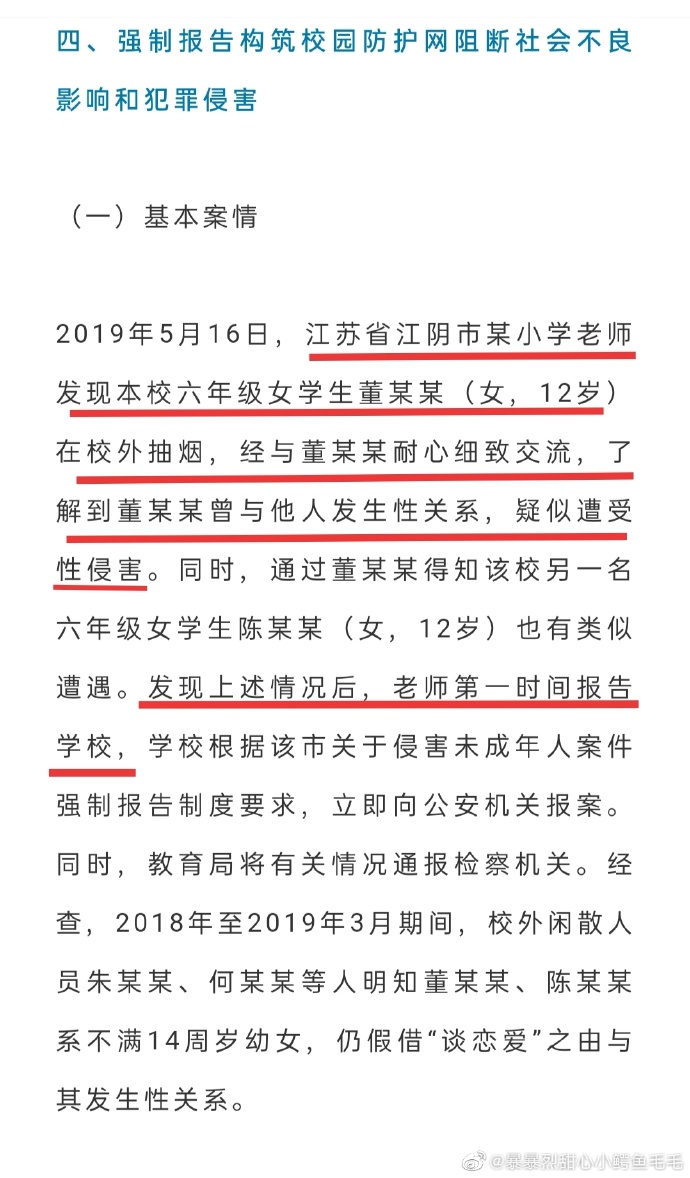 四、强制报告构筑校园防护网阻断社会不良
影响和犯罪侵害
（一）基本案情
2019年5月16日，江苏省江阴市某小学老师
发现本校六年级女学生董某某（女，12岁）
在校外抽烟，经与董某某耐心细致交流，了
解到董某某曾与他人发生性关系，疑似遭受
性侵害。同时，通过董某某得知该校另一名
六年级女学生陈某某（女，12岁）也有类似
遭遇。发现上述情况后，老师第一时间报告
学校，学校根据该市关于侵害未成年人案件
强制报告制度要求，立即向公安机关报案。
同时，教育局将有关情况通报检察机关。经
查，2018年至2019年3月期间，校外闲散人
员朱某某、何某某等人明知董某某、陈某某
系不满14周岁幼女，仍假借“谈恋爱”之由与
其发生性关系。
@暴暴烈甜心小鳄鱼毛毛